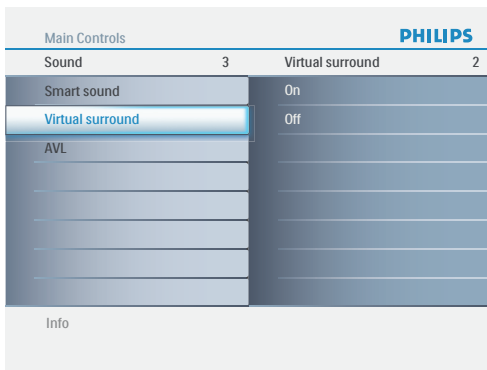 Main Controls PHILIPS
Sound 3 Virtual surround 2
Smart sound On
Virtual surround Off
AVL
Info